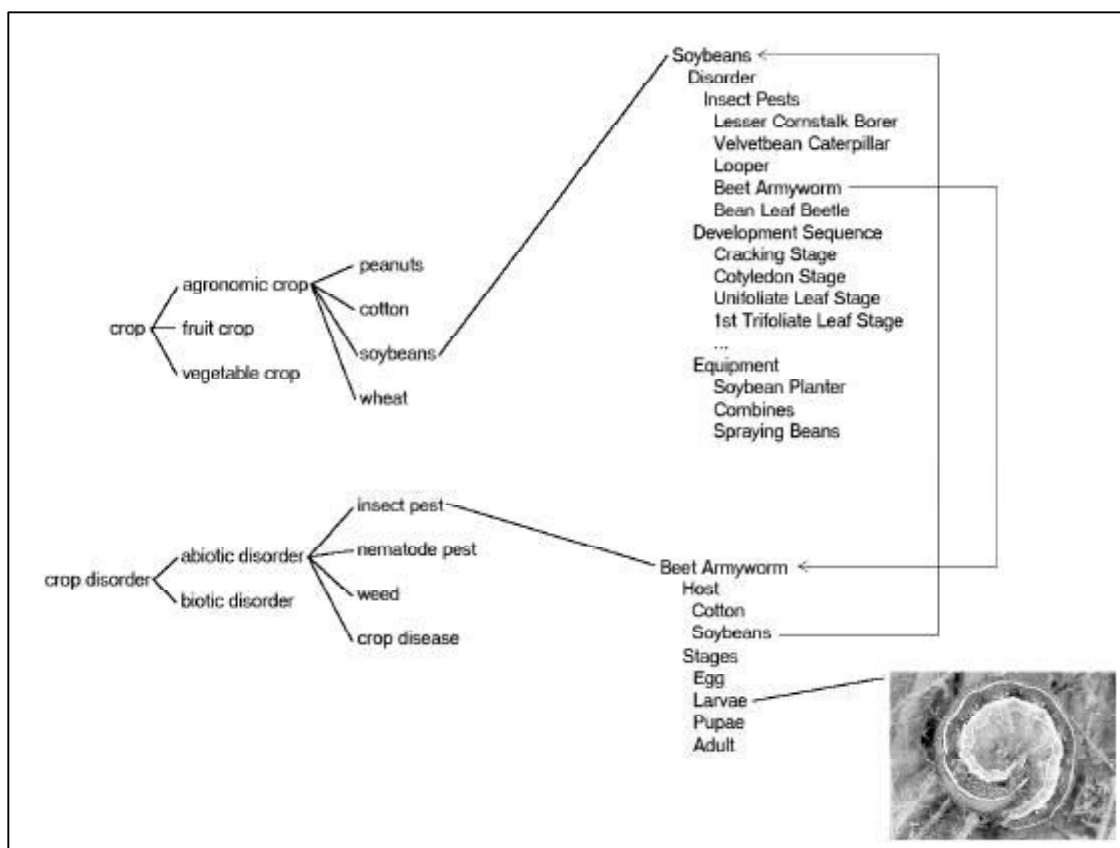 crop
agronomic crop
fruit crop
vegetable crop
peanuts
cotton
soybeans
wheat
Soybeans
Disorder
Insect Pests
Lesser Cornstalk Borer
Velvetbean Caterpillar
Looper
Beet Armyworm
Bean Leaf Beetle
Development Sequence
Cracking Stage
Cotyledon Stage
Unifoliate Leaf Stage
1st Trifoliate Leaf Stage
...
Equipment
Soybean Planter
Combines
Spraying Beans
crop disorder
abiotic disorder
biotic disorder
insect pest
nematode pest
weed
crop disease
Beet Armyworm
Host
Cotton
Soybeans
Stages
Egg
Larvae
Pupae
Adult